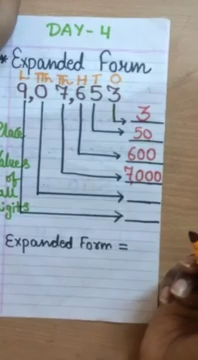 DAY-4
* Expanded Form
L TTh Th H T O
9,07,653
3
50
600
7000
Place
Values
of
all
digits
Expanded Form =